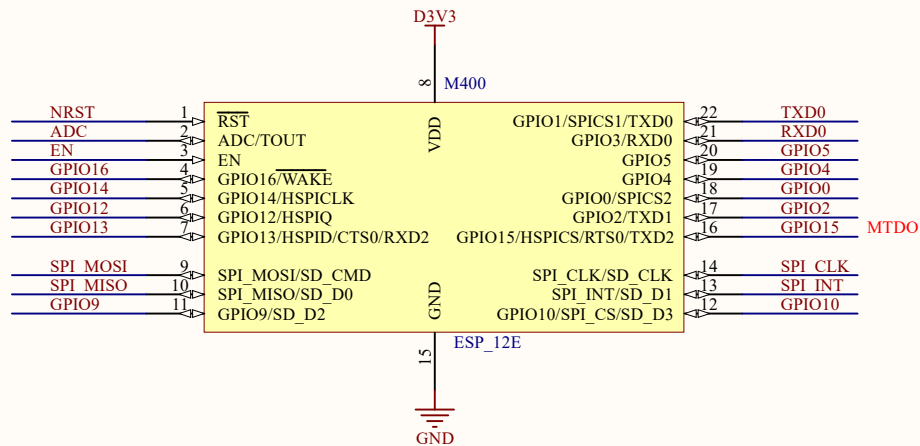 D3V3
8 M400
NRST 1 RST GPIO1/SPICS1/TXD0 22 TXD0
ADC 2 ADC/TOUT VDD GPIO3/RXD0 21 RXD0
EN 3 EN GPIO5 20 GPIO5
GPIO16 4 GPIO16/WAKE GPIO4 19 GPIO4
GPIO14 5 GPIO14/HSPICLK GPIO0/SPICS2 18 GPIO0
GPIO12 6 GPIO12/HSPIQ GPIO2/TXD1 17 GPIO2
GPIO13 7 GPIO13/HSPID/CTS0/RXD2 GPIO15/HSPICS/RTS0/TXD2 16 GPIO15 MTDO
SPI_MOSI 9 SPI_MOSI/SD_CMD SPI_CLK/SD_CLK 14 SPI_CLK
SPI_MISO 10 SPI_MISO/SD_D0 GND SPI_INT/SD_D1 13 SPI_INT
GPIO9 11 GPIO9/SD_D2 GPIO10/SPI_CS/SD_D3 12 GPIO10
15 ESP_12E
GND